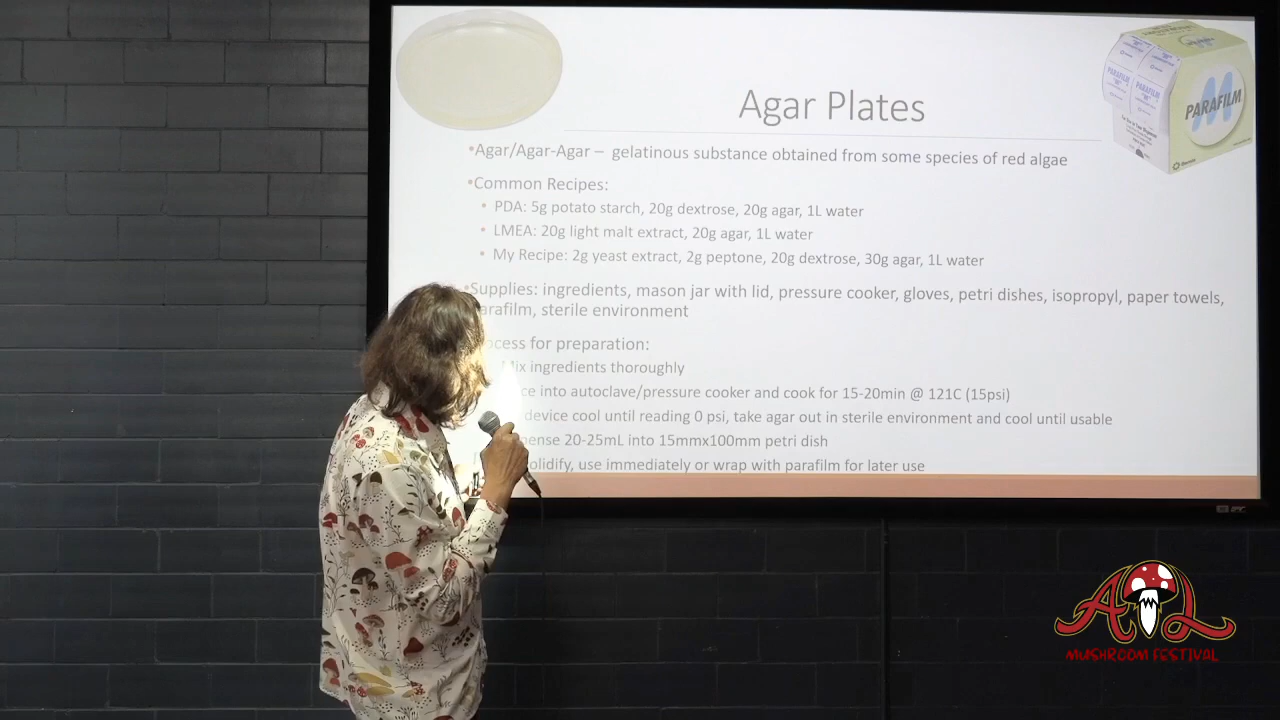 Agar Plates
PARAFILM
M
•Agar/Agar-Agar – gelatinous substance obtained from some species of red algae
•Common Recipes:
• PDA: 5g potato starch, 20g dextrose, 20g agar, 1L water
• LMEA: 20g light malt extract, 20g agar, 1L water
• My Recipe: 2g yeast extract, 2g peptone, 20g dextrose, 30g agar, 1L water
•Supplies: ingredients, mason jar with lid, pressure cooker, gloves, petri dishes, isopropyl, paper towels,
arafilm, sterile environment
ocess for preparation:
Mix ingredients thoroughly
ce into autoclave/pressure cooker and cook for 15-20min @ 121C (15psi)
device cool until reading 0 psi, take agar out in sterile environment and cool until usable
pense 20-25mL into 15mmx100mm petri dish
olidify, use immediately or wrap with parafilm for later use
ATL
MUSHROOM FESTIVAL